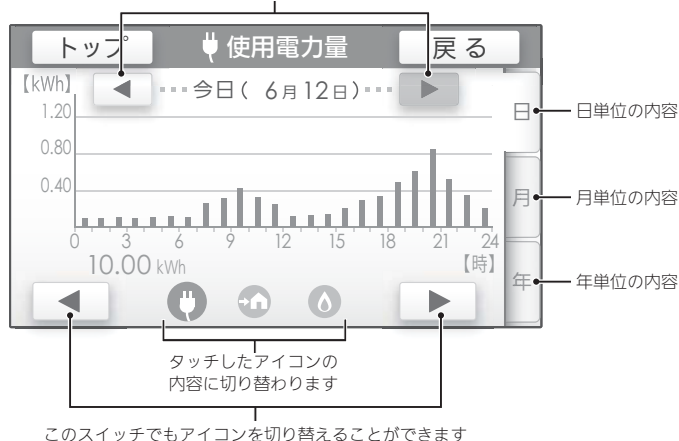 トップ 使用電力量 戻る
【kWh】 ◀ 今日( 6月12日) ▶
1.20
0.80
0.40
0 3 6 9 12 15 18 21 24
10.00 kWh 【時】
日 日単位の内容
月 月単位の内容
年 年単位の内容
タッチしたアイコンの
内容に切り替わります
このスイッチでもアイコンを切り替えることができます